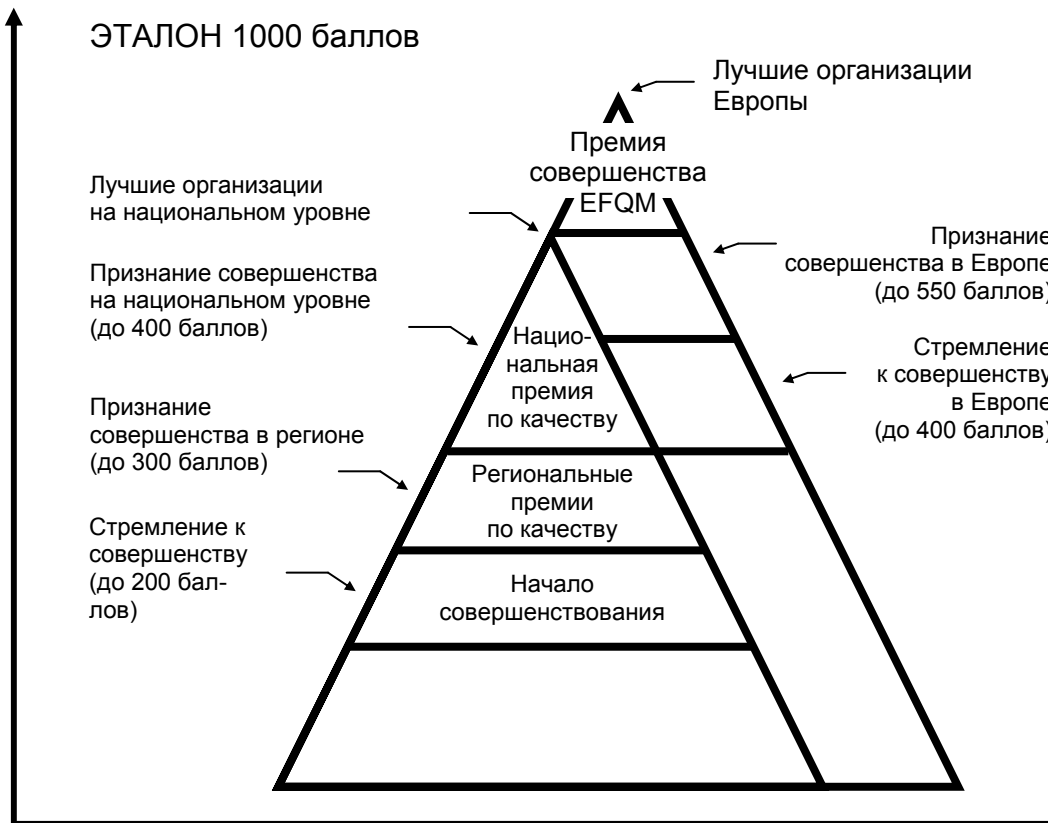 ЭТАЛОН 1000 баллов
Лучшие организации
Европы
Премия
совершенства
EFQM
Лучшие организации
на национальном уровне
Признание
совершенства в Европе
(до 550 баллов)
Признание совершенства
на национальном уровне
(до 400 баллов)
Нацио-
нальная
премия
по качеству
Стремление
к совершенству
в Европе
(до 400 баллов)
Признание
совершенства в регионе
(до 300 баллов)
Региональные
премии
по качеству
Стремление к
совершенству
(до 200 бал-
лов)
Начало
совершенствования